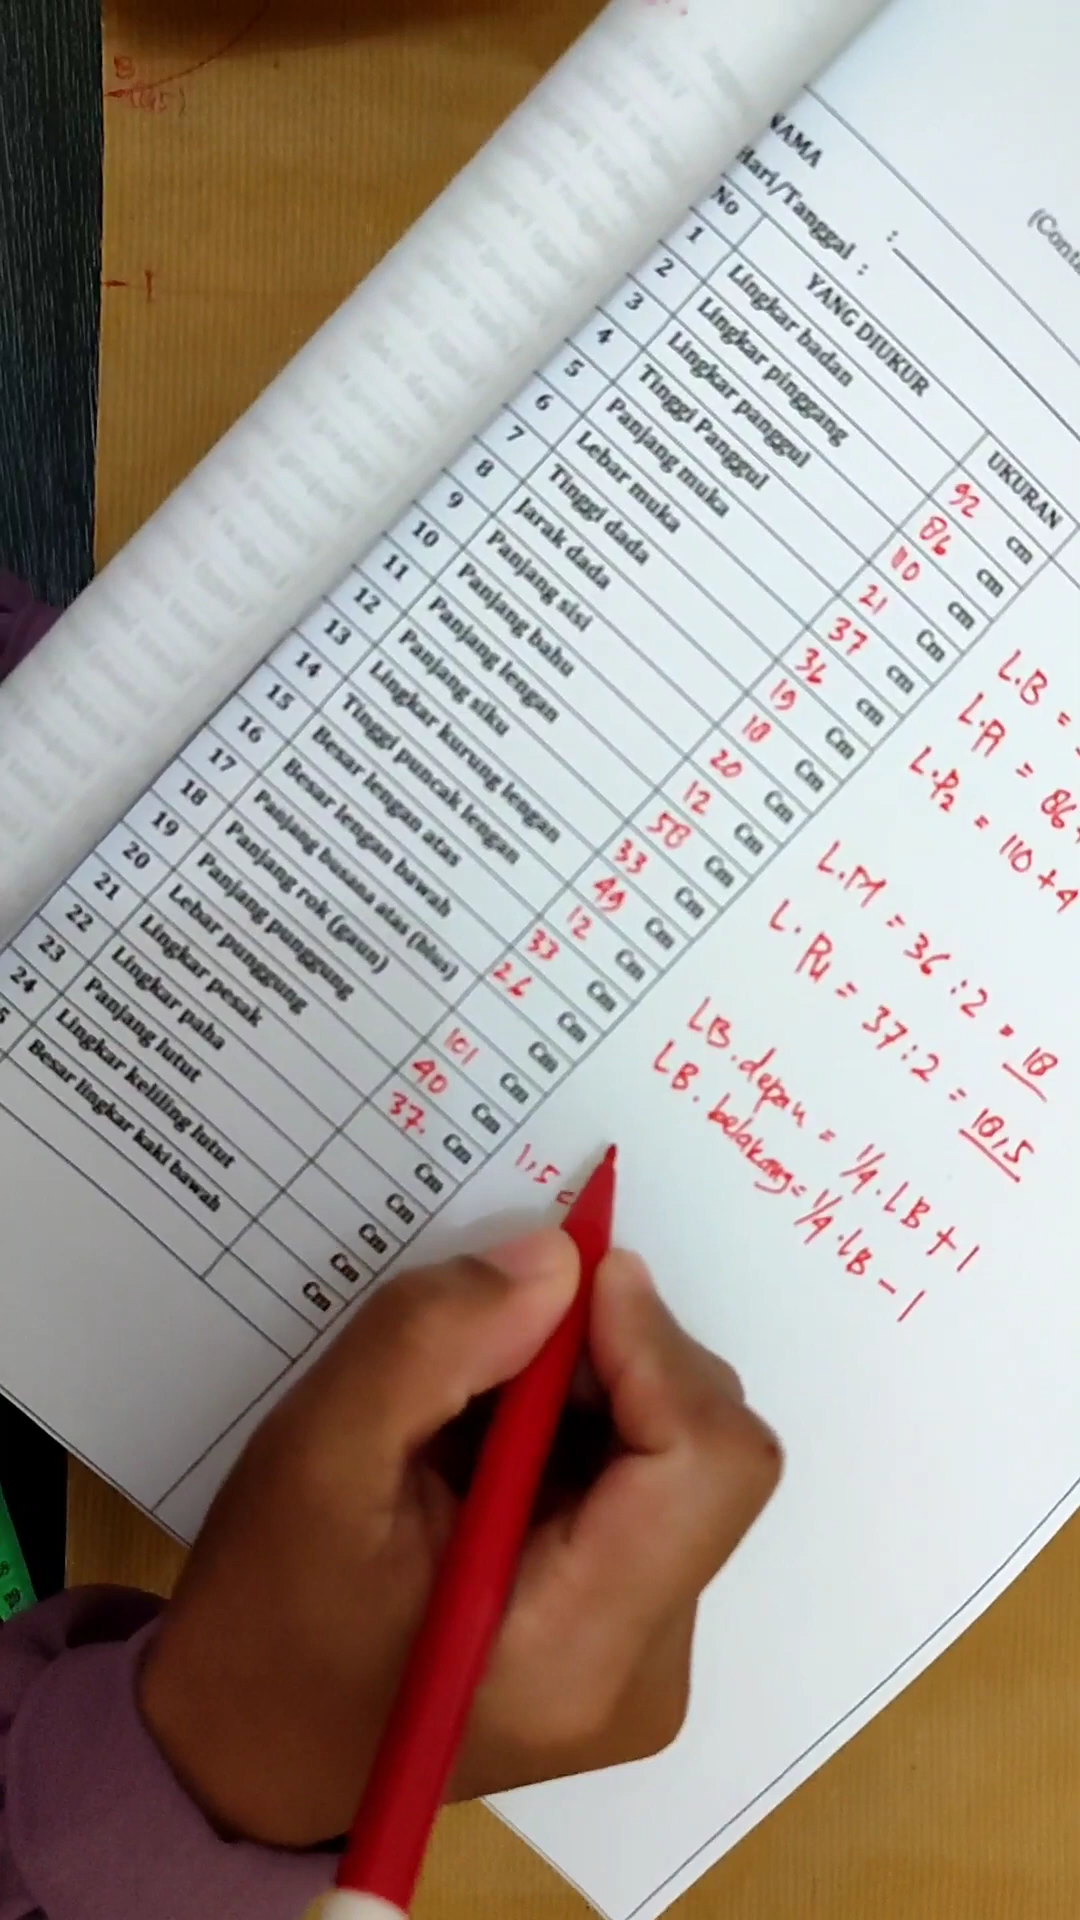 B
NAMA :
Hari/Tanggal :
No YANG DIUKUR UKURAN
1 Lingkar badan 92 cm
2 Lingkar pinggang 86 cm
3 Lingkar panggul 110 cm
4 Tinggi Panggul 21 Cm
5 Panjang muka 37 cm
6 Lebar muka 36 cm
7 Tinggi dada 19 Cm
8 Jarak dada 18 Cm
9 Panjang sisi 20 Cm
10 Panjang bahu 12 Cm
11 Panjang lengan 58 Cm
12 Panjang siku 33 Cm
13 Lingkar kurung lengan 49 Cm
14 Tinggi puncak lengan 12 Cm
15 Besar lengan atas 33 Cm
16 Besar lengan bawah 26 Cm
17 Panjang busana atas (blus) Cm
18 Panjang rok (gaun) 101 Cm
19 Panjang punggung 40 Cm
20 Lebar punggung 37. Cm
21 Lingkar pesak Cm
22 Lingkar paha Cm
23 Panjang lutut Cm
24 Lingkar keliling lutut Cm
5 Besar lingkar kaki bawah Cm
L.B =
= 86
L.P2 = 110 + 4
L.M = 36 : 2 = 18
L.Pu = 37 : 2 = 18,5
LB. depan = 1/4 . LB + 1
LB. belakang = 1/4 . LB - 1
1,5 =